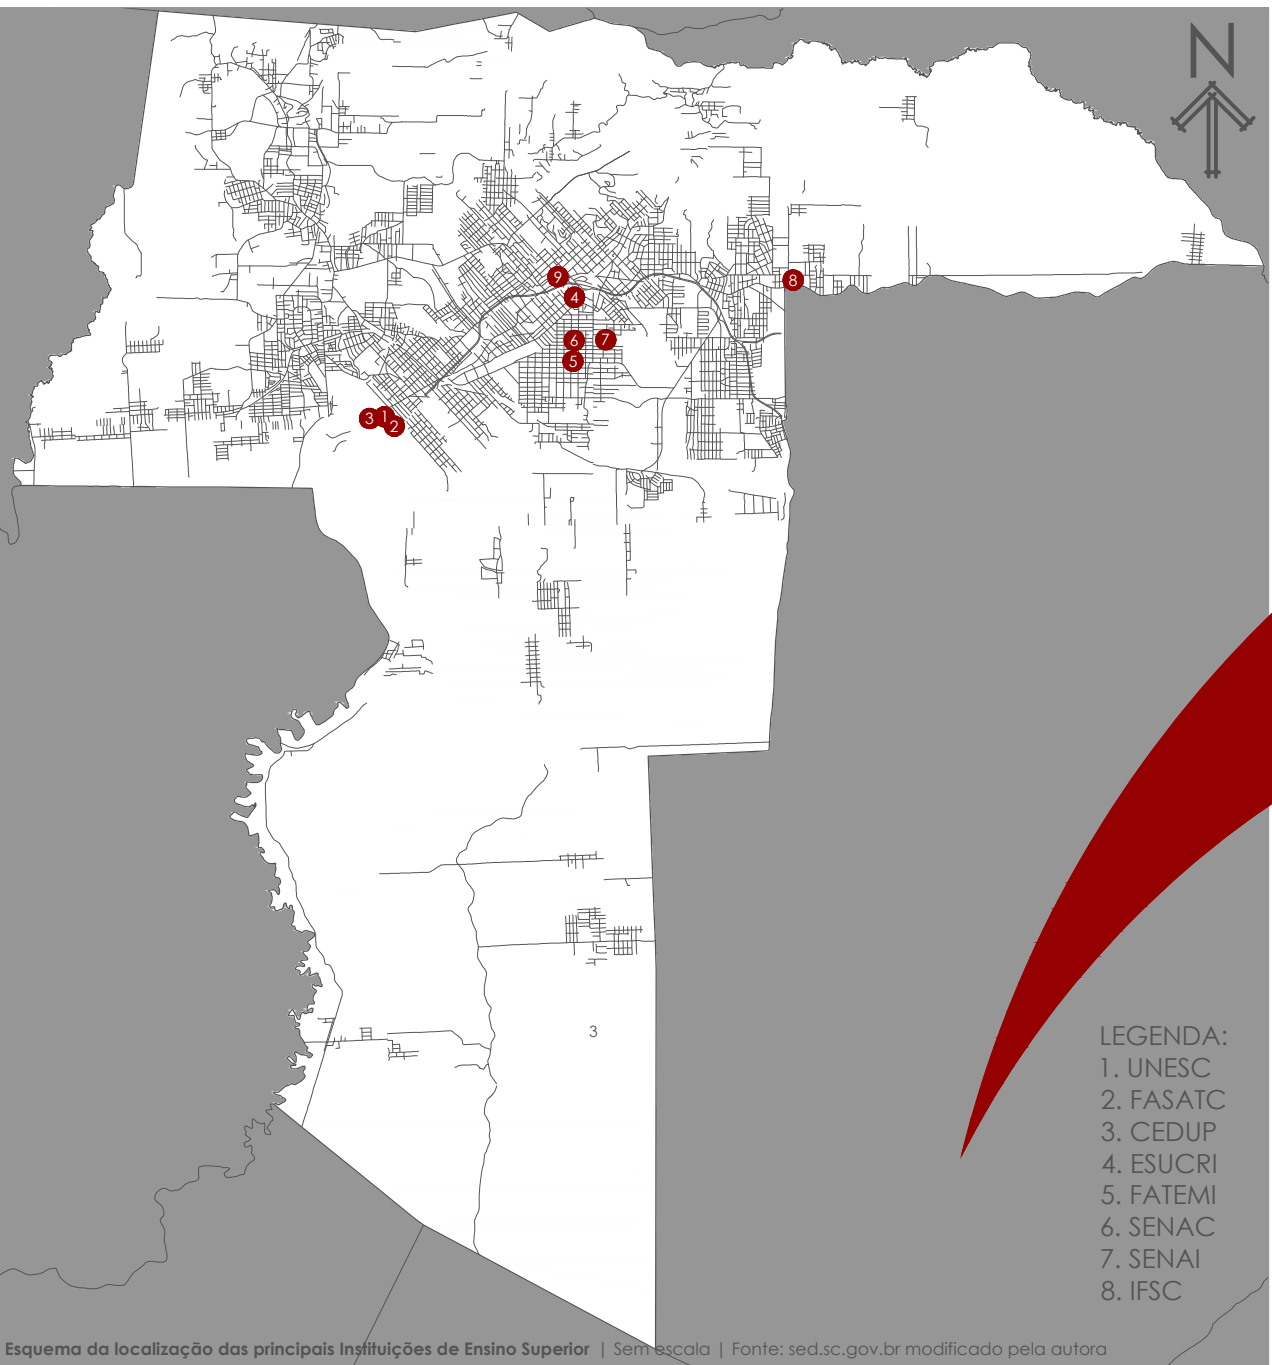 N
9
8
4
6
7
5
3
1
2
3
LEGENDA:
1. UNESC
2. FASATC
3. CEDUP
4. ESUCRI
5. FATEMI
6. SENAC
7. SENAI
8. IFSC
Esquema da localização das principais Instituições de Ensino Superior | Sem escala | Fonte: sed.sc.gov.br modificado pela autora